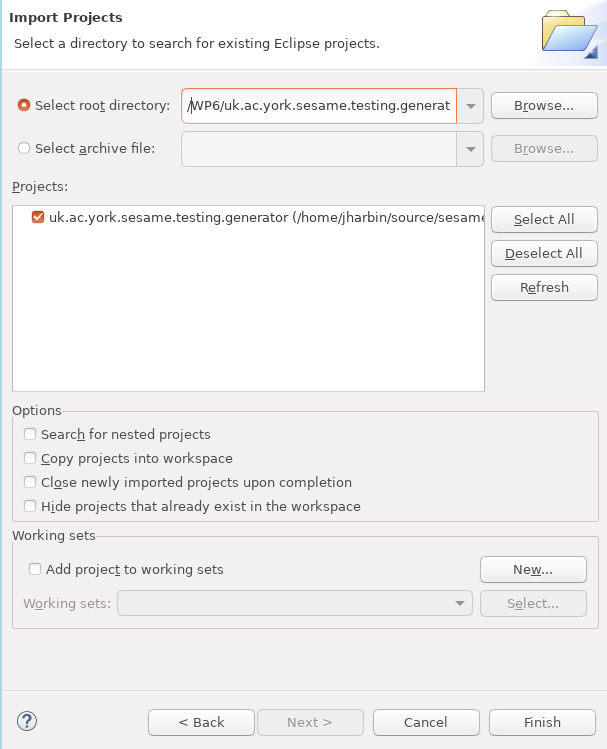 Import Projects
Select a directory to search for existing Eclipse projects.
Select root directory: /WP6/uk.ac.york.sesame.testing.generat Browse...
Select archive file: Browse...
Projects:
uk.ac.york.sesame.testing.generator (/home/jharbin/source/sesame
Select All
Deselect All
Refresh
Options
Search for nested projects
Copy projects into workspace
Close newly imported projects upon completion
Hide projects that already exist in the workspace
Working sets
Add project to working sets New...
Working sets: Select...
? < Back Next > Cancel Finish